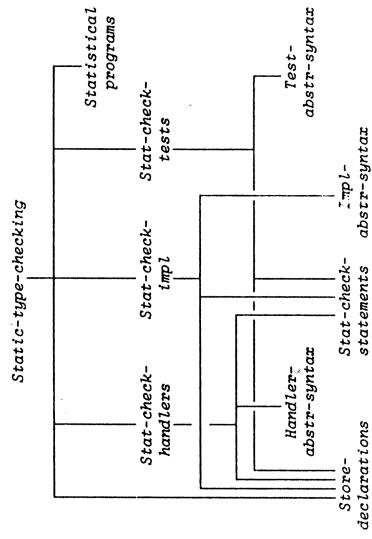 Static-type-checking
Statistical
programs
Stat-check-
handlers
Stat-check-
impl
Stat-check-
tests
Handler-
abstr-syntax
Test-
abstr-syntax
Store-
declarations
Stat-check-
statements
Impl-
abstr-syntax